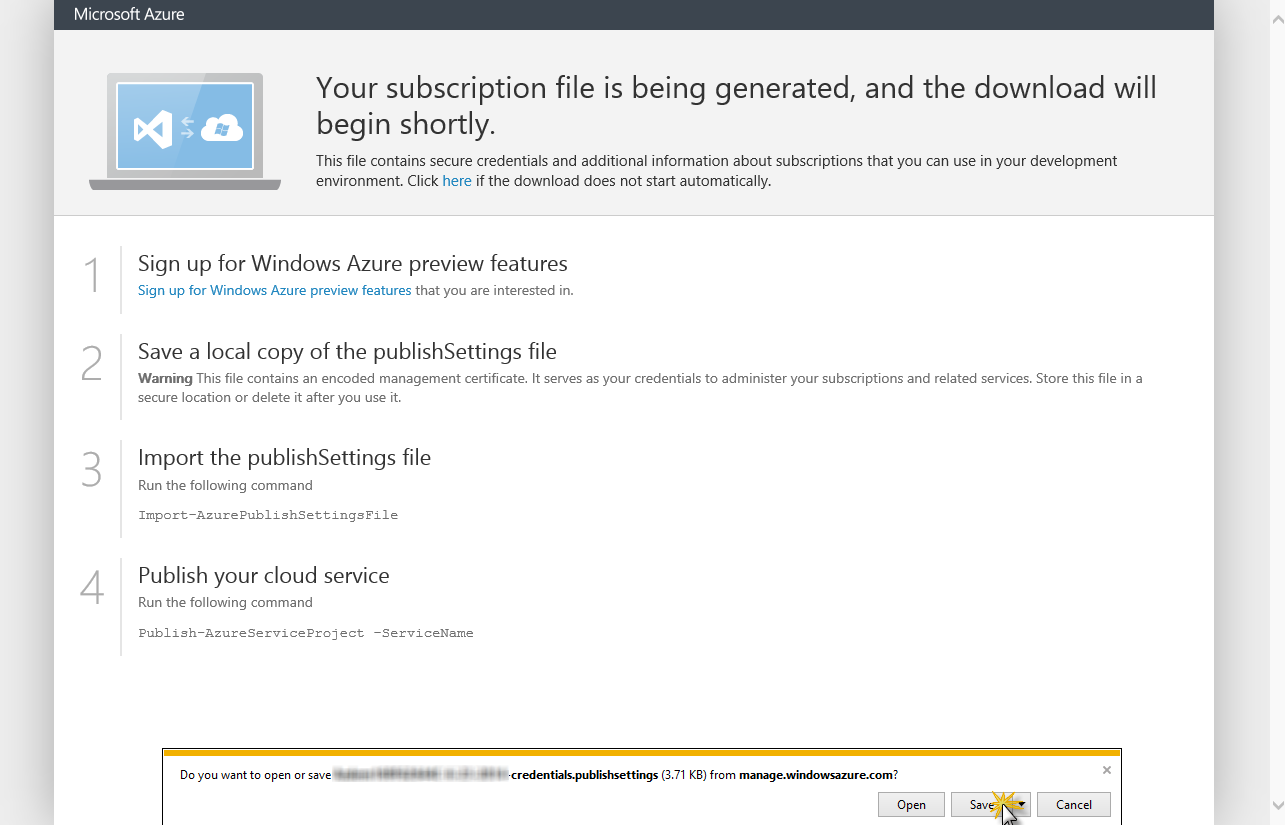 Microsoft Azure
Your subscription file is being generated, and the download will
begin shortly.
This file contains secure credentials and additional information about subscriptions that you can use in your development
environment. Click here if the download does not start automatically.
1
Sign up for Windows Azure preview features
Sign up for Windows Azure preview features that you are interested in.
2
Save a local copy of the publishSettings file
Warning This file contains an encoded management certificate. It serves as your credentials to administer your subscriptions and related services. Store this file in a
secure location or delete it after you use it.
3
Import the publishSettings file
Run the following command
Import-AzurePublishSettingsFile
4
Publish your cloud service
Run the following command
Publish-AzureServiceProject -ServiceName
Do you want to open or save -credentials.publishsettings (3.71 KB) from manage.windowsazure.com?
Open Save Cancel